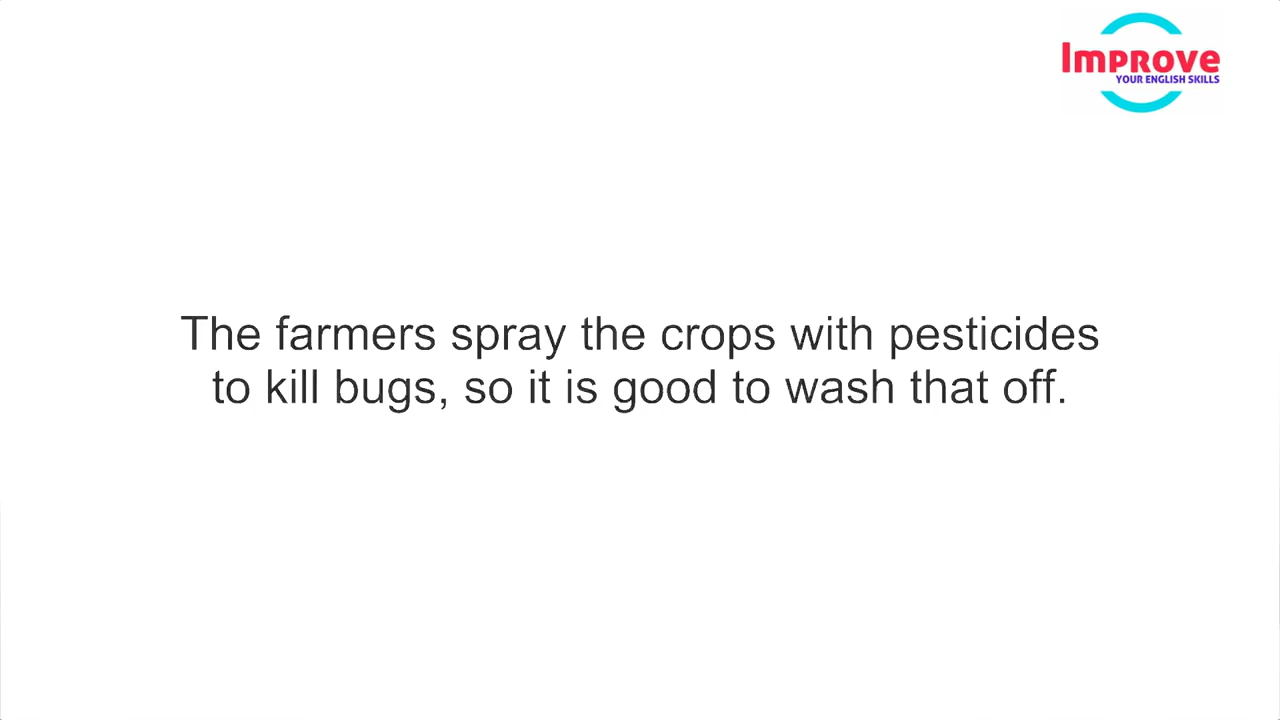 Improve
YOUR ENGLISH SKILLS
The farmers spray the crops with pesticides
to kill bugs, so it is good to wash that off.